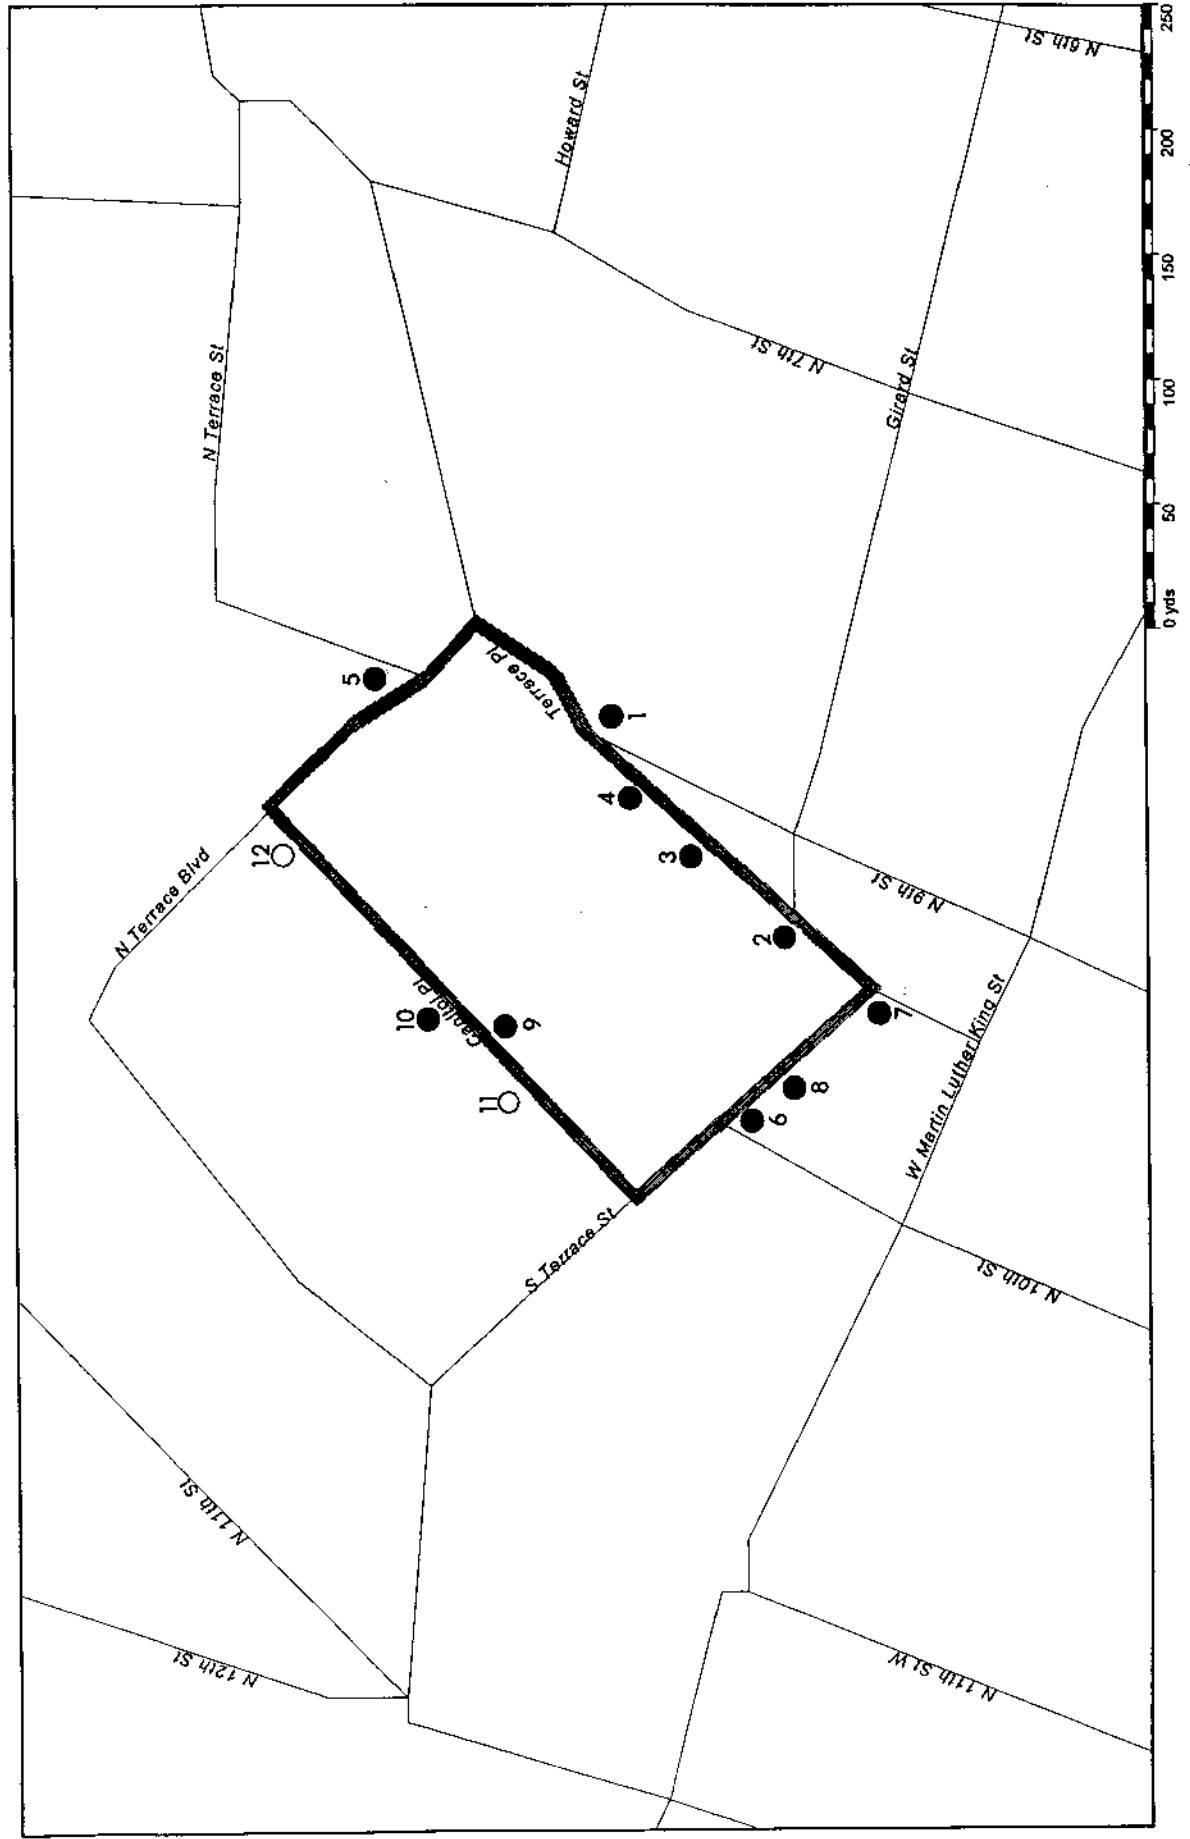 N 12th St
N 11th St
N 11th St W
N 10th St
S Terrace St
W Martin Luther King St
N Terrace Blvd
Capitol Pl
11
10
9
12
6
8
7
2
3
4
1
5
N 9th St
Terrace Pl
N Terrace St
Girard St
N 7th St
Howard St
N 6th St
0 yds 50 100 150 200 250